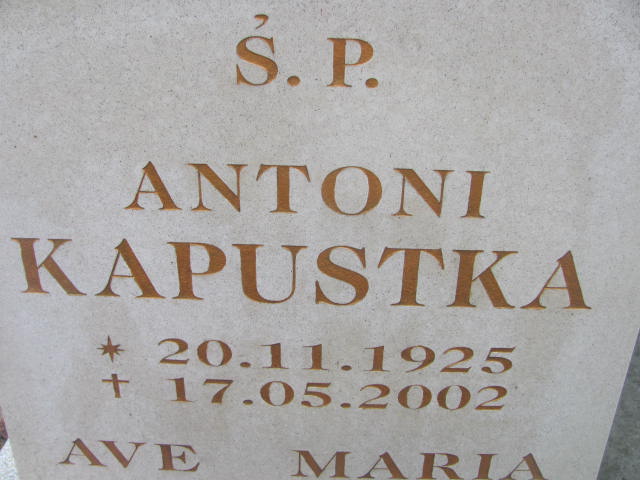 Ś. P.
ANTONI
KAPUSTKA
* 20.11.1925
† 17.05.2002
AVE MARIA